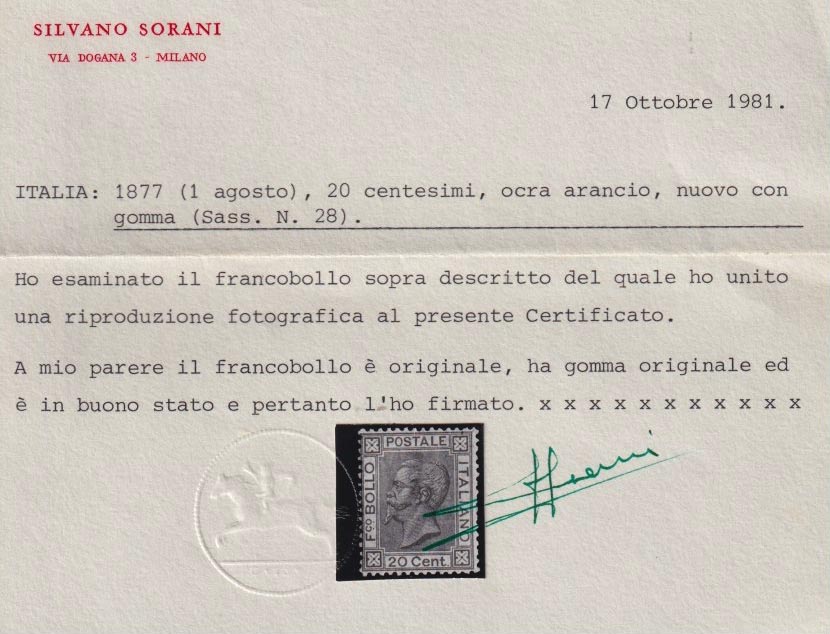 SILVANO SORANI
VIA DOGANA 3 - MILANO
17 Ottobre 1981.
ITALIA: 1877 (1 agosto), 20 centesimi, ocra arancio, nuovo con
gomma (Sass. N. 28).
Ho esaminato il francobollo sopra descritto del quale ho unito
una riproduzione fotografica al presente Certificato.
A mio parere il francobollo è originale, ha gomma originale ed
è in buono stato e pertanto l'ho firmato. x x x x x x x x x x x
POSTALE
Fco BOLLO
ITALIANO
20 Cent.